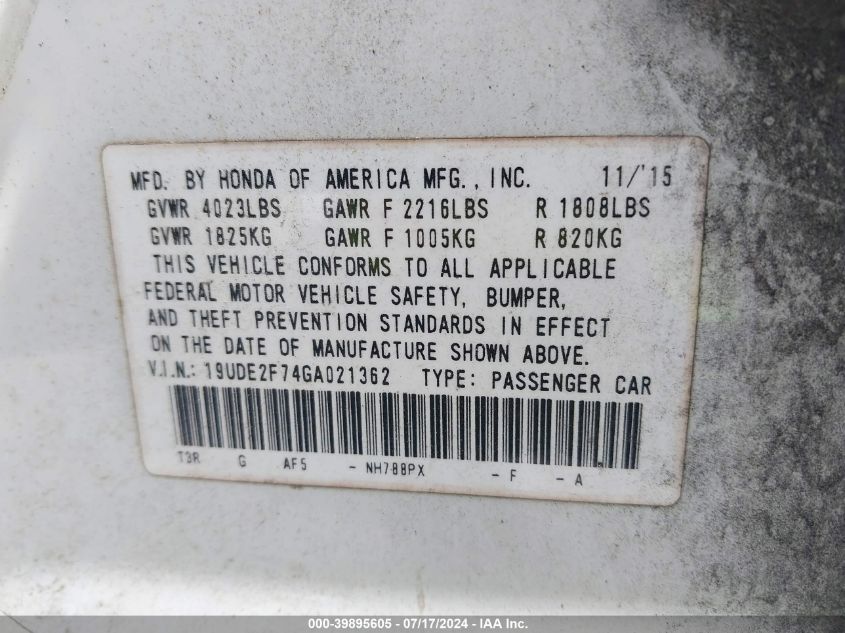 MFD. BY HONDA OF AMERICA MFG., INC. 11/'15
GVWR 4023LBS GAWR F 2216LBS R 1808LBS
GVWR 1825KG GAWR F 1005KG R 820KG
THIS VEHICLE CONFORMS TO ALL APPLICABLE
FEDERAL MOTOR VEHICLE SAFETY, BUMPER,
AND THEFT PREVENTION STANDARDS IN EFFECT
ON THE DATE OF MANUFACTURE SHOWN ABOVE.
V.I.N.: 19UDE2F74GA021362 TYPE: PASSENGER CAR
T3R G AF5 - NH788PX - F - A
000-39895605 - 07/17/2024 - IAA Inc.